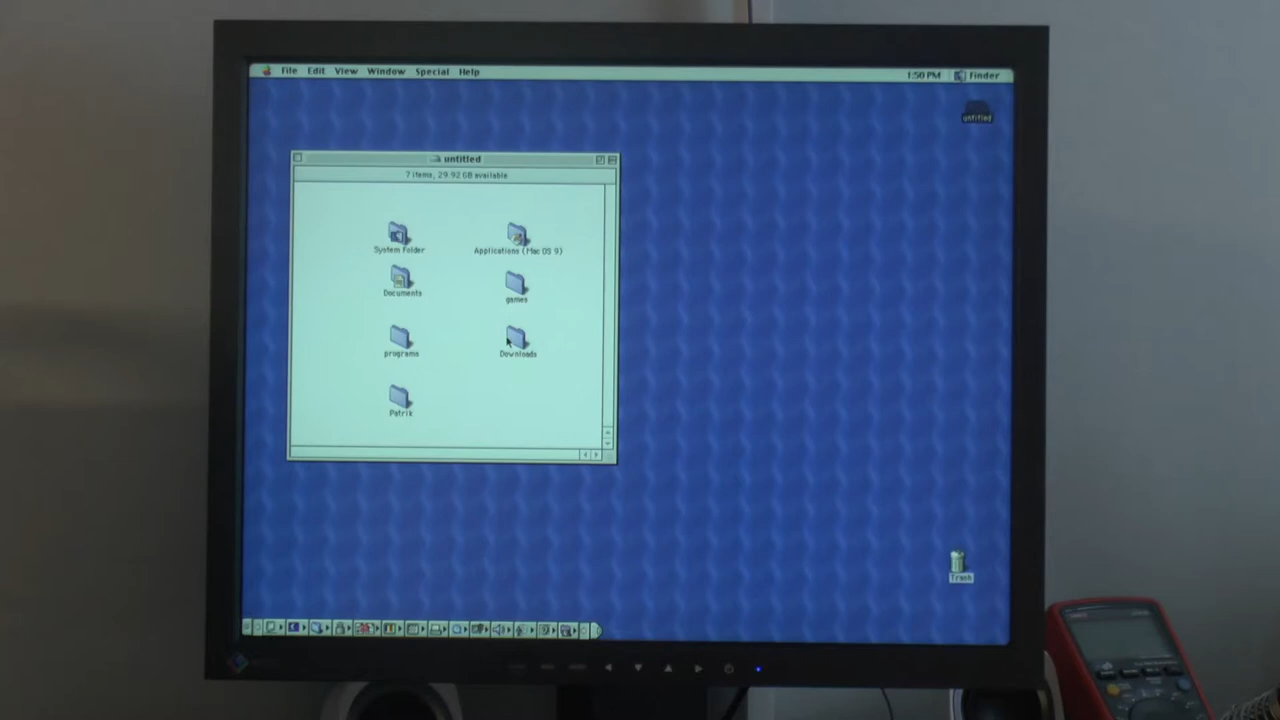 File Edit View Window Special Help
1:50 PM Finder
untitled
untitled
7 items, 29.92 GB available
System Folder
Applications (Mac OS 9)
Documents
games
programs
Downloads
Patrik
Trash